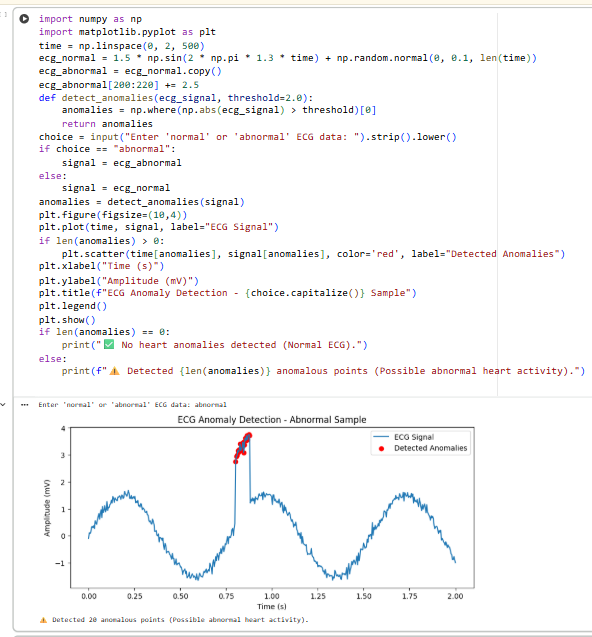 import numpy as np
import matplotlib.pyplot as plt
time = np.linspace(0, 2, 500)
ecg_normal = 1.5 * np.sin(2 * np.pi * 1.3 * time) + np.random.normal(0, 0.1, len(time))
ecg_abnormal = ecg_normal.copy()
ecg_abnormal[200:220] += 2.5
def detect_anomalies(ecg_signal, threshold=2.0):
    anomalies = np.where(np.abs(ecg_signal) > threshold)[0]
    return anomalies
choice = input("Enter 'normal' or 'abnormal' ECG data: ").strip().lower()
if choice == "abnormal":
    signal = ecg_abnormal
else:
    signal = ecg_normal
anomalies = detect_anomalies(signal)
plt.figure(figsize=(10,4))
plt.plot(time, signal, label="ECG Signal")
if len(anomalies) > 0:
    plt.scatter(time[anomalies], signal[anomalies], color='red', label="Detected Anomalies")
plt.xlabel("Time (s)")
plt.ylabel("Amplitude (mV)")
plt.title(f"ECG Anomaly Detection - {choice.capitalize()} Sample")
plt.legend()
plt.show()
if len(anomalies) == 0:
    print("✅ No heart anomalies detected (Normal ECG).")
else:
    print(f"⚠️ Detected {len(anomalies)} anomalous points (Possible abnormal heart activity).")
Enter 'normal' or 'abnormal' ECG data: abnormal
ECG Anomaly Detection - Abnormal Sample
ECG Signal
Detected Anomalies
Amplitude (mV)
4
3
2
1
0
−1
0.00 0.25 0.50 0.75 1.00 1.25 1.50 1.75 2.00
Time (s)
⚠️ Detected 20 anomalous points (Possible abnormal heart activity).